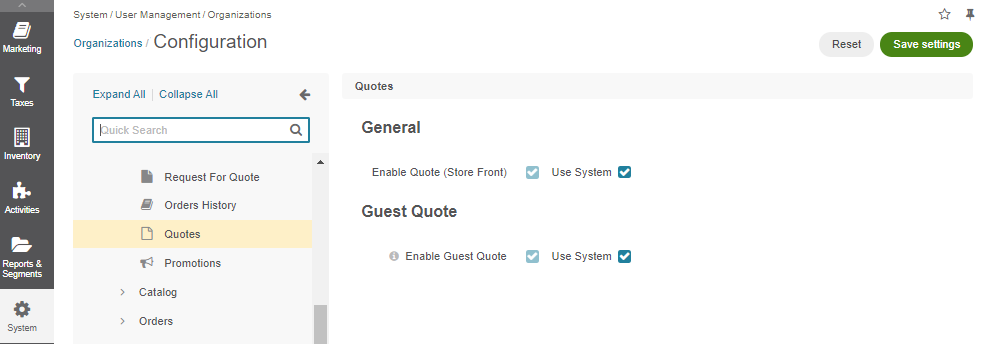 System / User Management / Organizations
Organizations / Configuration
Reset
Save settings
Marketing
Taxes
Inventory
Activities
Reports &
Segments
System
Expand All
Collapse All
Quick Search
Request For Quote
Orders History
Quotes
Promotions
Catalog
Orders
Quotes
General
Enable Quote (Store Front)
Use System
Guest Quote
Enable Guest Quote
Use System